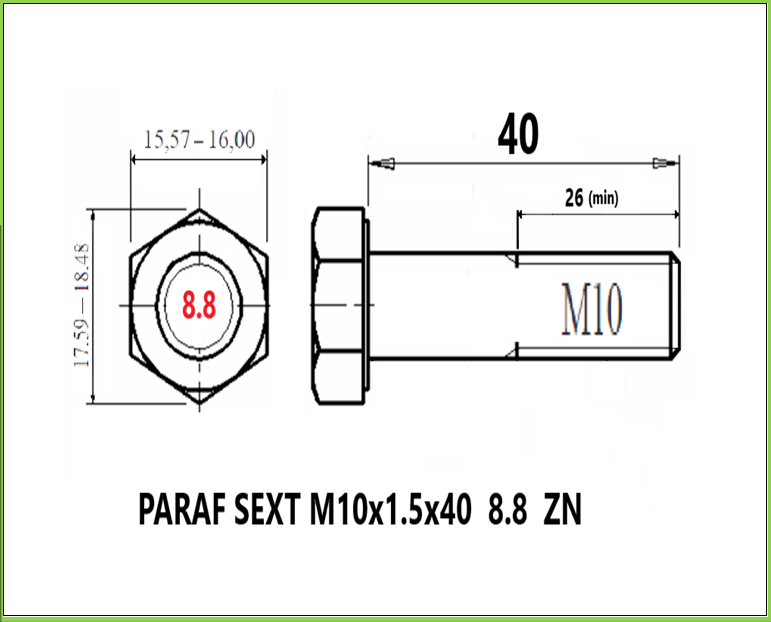 15,57 – 16,00
40
26 (min)
17.59 – 18.48
8.8
M10
PARAF SEXT M10x1.5x40 8.8 ZN